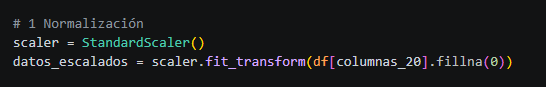 # 1 Normalización
scaler = StandardScaler()
datos_escalados = scaler.fit_transform(df[columnas_20].fillna(0))